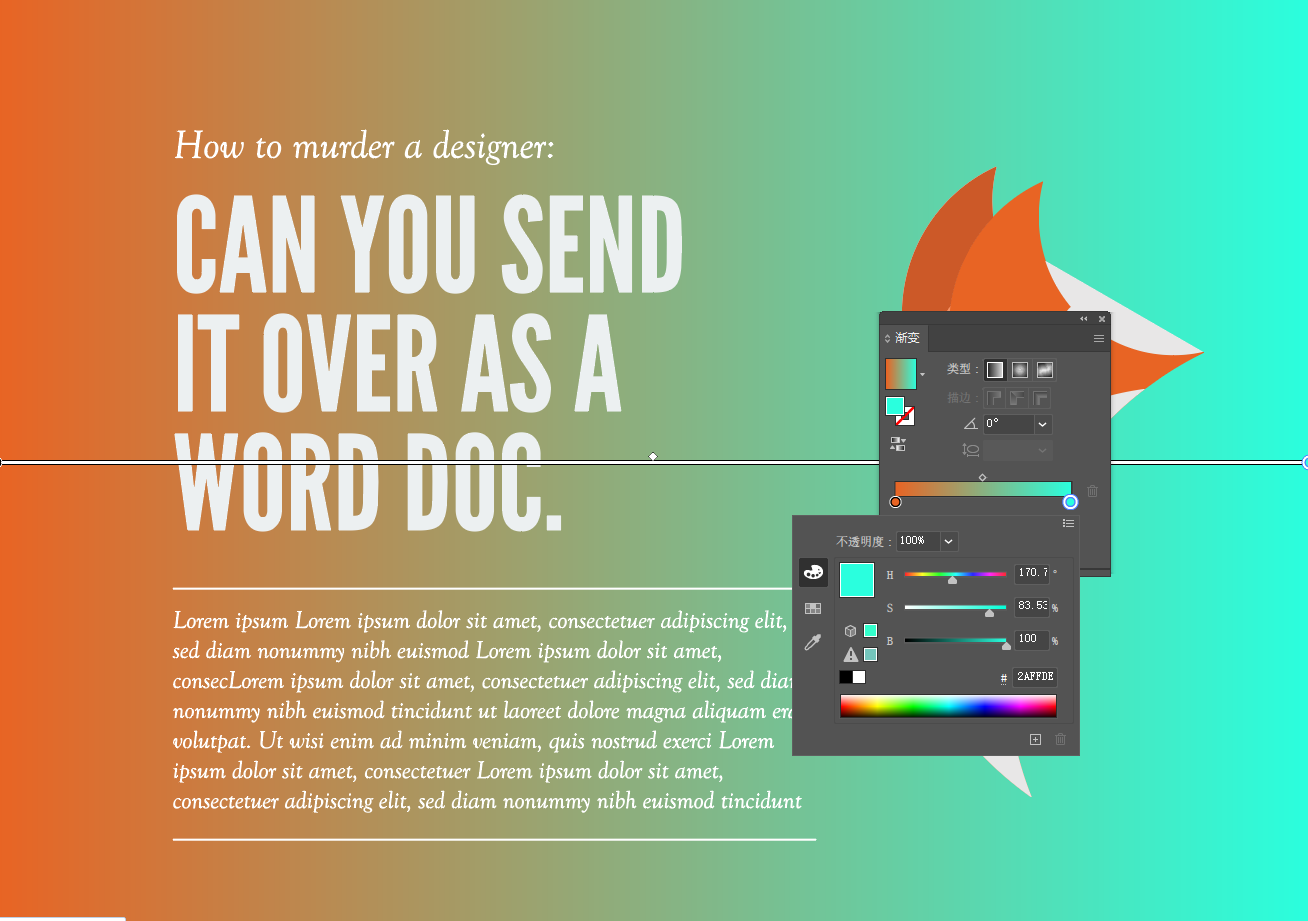 How to murder a designer:
CAN YOU SEND
IT OVER AS A
WORD DOC.
Lorem ipsum Lorem ipsum dolor sit amet, consectetuer adipiscing elit,
sed diam nonummy nibh euismod Lorem ipsum dolor sit amet,
consecLorem ipsum dolor sit amet, consectetuer adipiscing elit, sed diam
nonummy nibh euismod tincidunt ut laoreet dolore magna aliquam era
volutpat. Ut wisi enim ad minim veniam, quis nostrud exerci Lorem
ipsum dolor sit amet, consectetuer Lorem ipsum dolor sit amet,
consectetuer adipiscing elit, sed diam nonummy nibh euismod tincidunt
渐变
类型:
描边:
0°
不透明度: 100%
H 170.7 °
S 83.53 %
B 100 %
# 2AFFDE